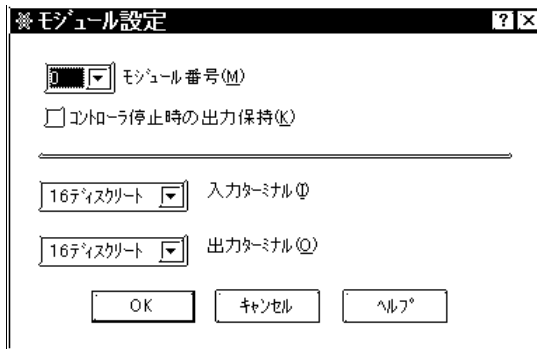 モジュール設定
0 モジュール番号(M)
コントローラ停止時の出力保持(K)
16ディスクリート 入力ターミナル(I)
16ディスクリート 出力ターミナル(O)
OK キャンセル ヘルプ